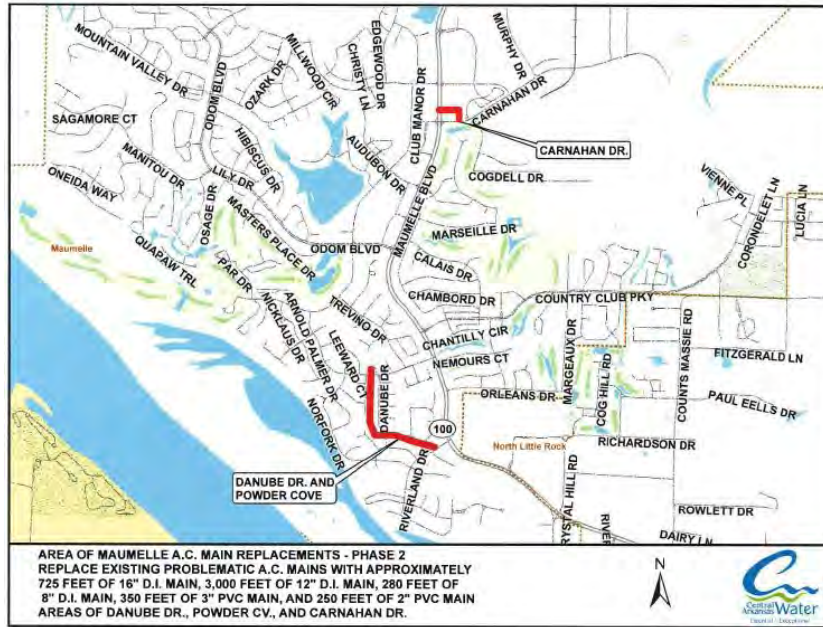 MOUNTAIN VALLEY DR
ODOM BLVD
OZARK DR
MILLWOOD CIR
CHRISTY LN
EDGEWOOD DR
CLUB MANOR DR
MURPHY DR
CARNAHAN DR
CARNAHAN DR.
SAGAMORE CT
MANITOU DR
ONEIDA WAY
HIBISCUS DR
LILY DR
OSAGE DR
AUDUBON DR
MAUMELLE BLVD
COGDELL DR
VIENNE PL
CORONDELET LN
LUCIA LN
Maumelle
QUAPAW TRL
MASTERS PLACE DR
ODOM BLVD
MARSEILLE DR
CALAIS DR
PAR DR
NICKLAUS DR
ARNOLD PALMER DR
TREVINO DR
CHAMBORD DR
COUNTRY CLUB PKY
CHANTILLY CIR
LEEWARD CT
NEMOURS CT
MARGEAUX DR
COG HILL RD
COUNTS MASSIE RD
FITZGERALD LN
DANUBE DR
ORLEANS DR
PAUL EELLS DR
NORFORK DR
100
North Little Rock
RICHARDSON DR
DANUBE DR. AND
POWDER COVE
RIVERLAND DR
RYSTAL HILL RD
RIVER
ROWLETT DR
DAIRY LN
AREA OF MAUMELLE A.C. MAIN REPLACEMENTS - PHASE 2
REPLACE EXISTING PROBLEMATIC A.C. MAINS WITH APPROXIMATELY
725 FEET OF 16" D.I. MAIN, 3,000 FEET OF 12" D.I. MAIN, 280 FEET OF
8" D.I. MAIN, 350 FEET OF 3" PVC MAIN, AND 250 FEET OF 2" PVC MAIN
AREAS OF DANUBE DR., POWDER CV., AND CARNAHAN DR.
N
Central
Arkansas
Water